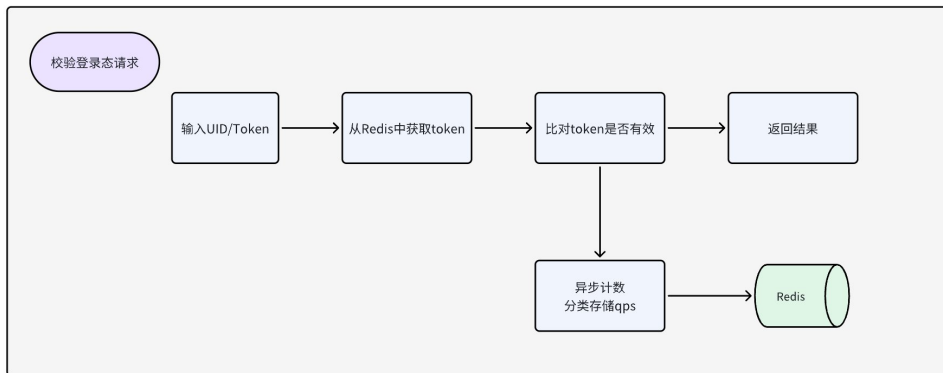 校验登录态请求
输入UID/Token
从Redis中获取token
比对token是否有效
返回结果
异步计数
分类存储qps
Redis